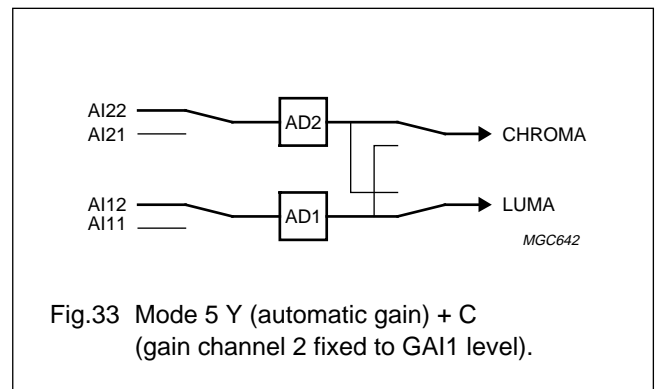 AI22
AI21
AD2
CHROMA
AI12
AI11
AD1
LUMA
MGC642
Fig.33 Mode 5 Y (automatic gain) + C
(gain channel 2 fixed to GAI1 level).